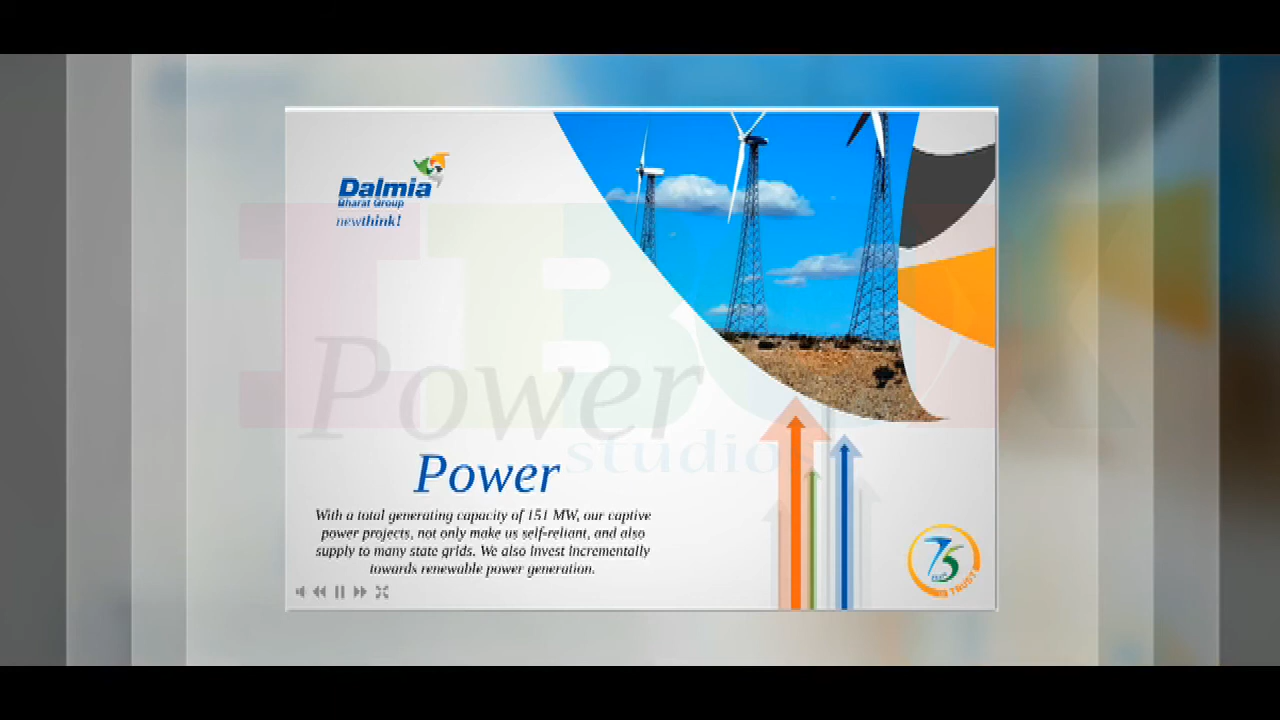 Dalmia
Bharat Group
newthink!
Power
studios
Power
With a total generating capacity of 151 MW, our captive
power projects, not only make us self-reliant, and also
supply to many state grids. We also invest incrementally
towards renewable power generation.
75
TRUST